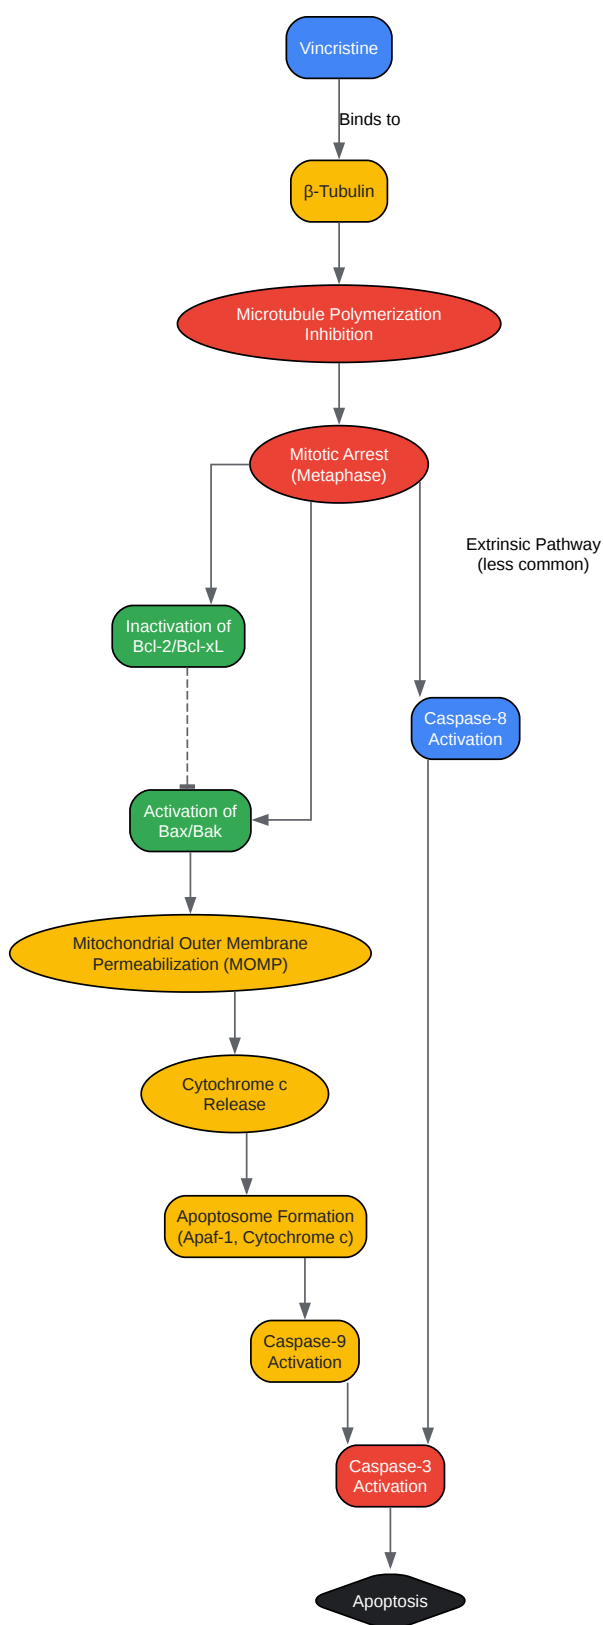 Vincristine
Binds to
β-Tubulin
Microtubule Polymerization
Inhibition
Mitotic Arrest
(Metaphase)
Extrinsic Pathway
(less common)
Inactivation of
Bcl-2/Bcl-xL
Caspase-8
Activation
Activation of
Bax/Bak
Mitochondrial Outer Membrane
Permeabilization (MOMP)
Cytochrome c
Release
Apoptosome Formation
(Apaf-1, Cytochrome c)
Caspase-9
Activation
Caspase-3
Activation
Apoptosis